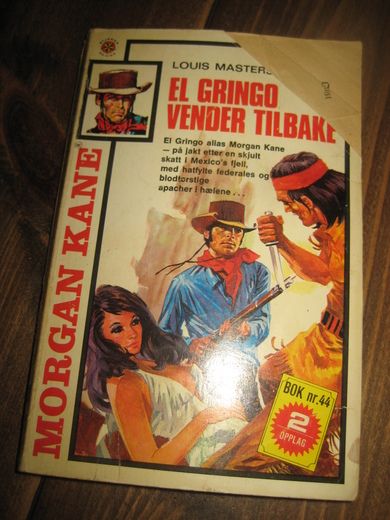 LOUIS MASTERS
EL GRINGO
VENDER TILBAKE
El Gringo alias Morgan Kane
— på jakt etter en skjult
skatt i Mexico's fjell,
med hatfylte federales og
blodtørstige
apacher i hælene...
MORGAN KANE
BOK nr. 44
2
OPPLAG